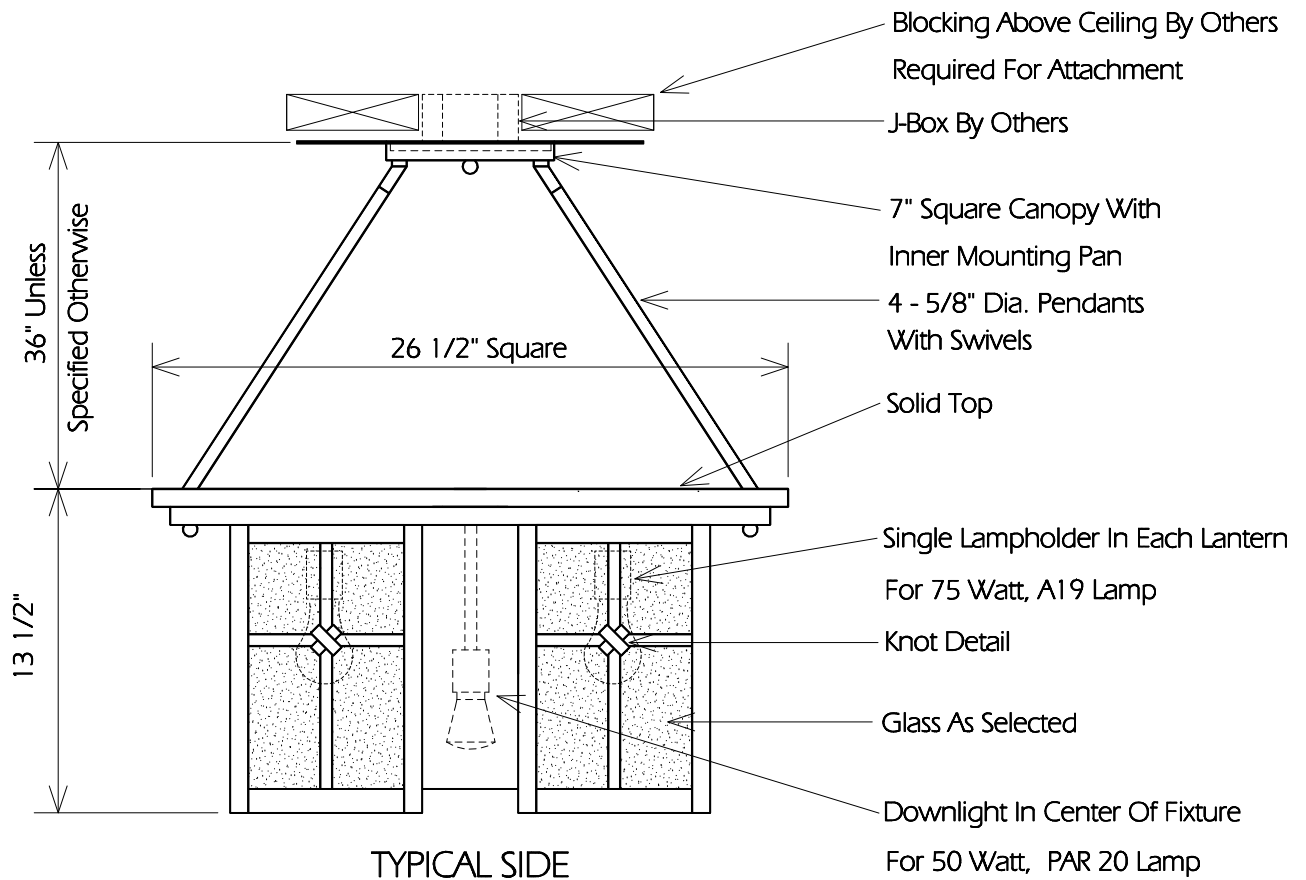 Blocking Above Ceiling By Others
Required For Attachment
J-Box By Others
7" Square Canopy With
Inner Mounting Pan
4 - 5/8" Dia. Pendants
With Swivels
36" Unless
Specified Otherwise
26 1/2" Square
Solid Top
Single Lampholder In Each Lantern
For 75 Watt, A19 Lamp
13 1/2"
Knot Detail
Glass As Selected
Downlight In Center Of Fixture
For 50 Watt, PAR 20 Lamp
TYPICAL SIDE